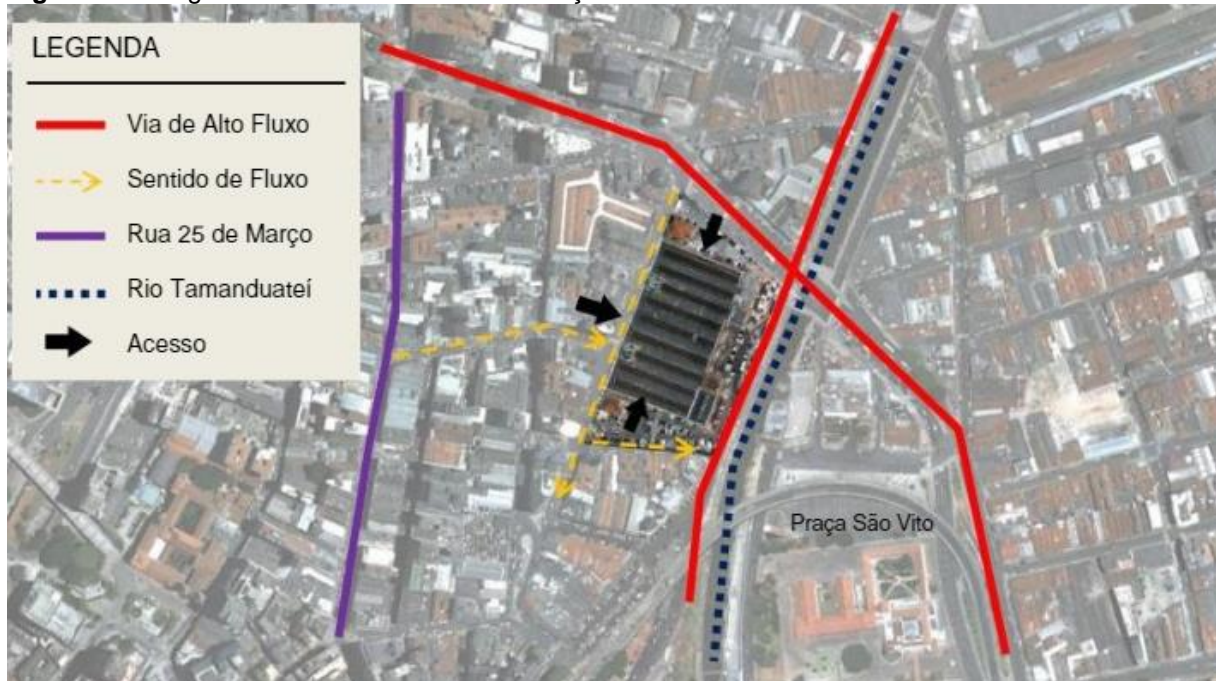 LEGENDA
Via de Alto Fluxo
Sentido de Fluxo
Rua 25 de Março
Rio Tamanduateí
Acesso
Praça São Vito